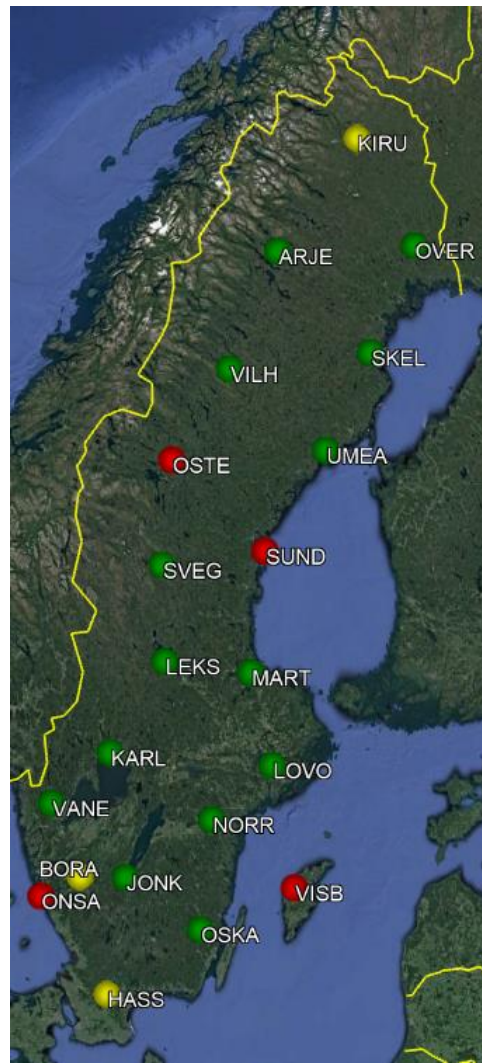 KIRU
ARJE
OVER
SKEL
VILH
UMEA
OSTE
SUND
SVEG
LEKS
MART
KARL
LOVO
VANE
NORR
BORA
JONK
ONSA
VISB
OSKA
HASS